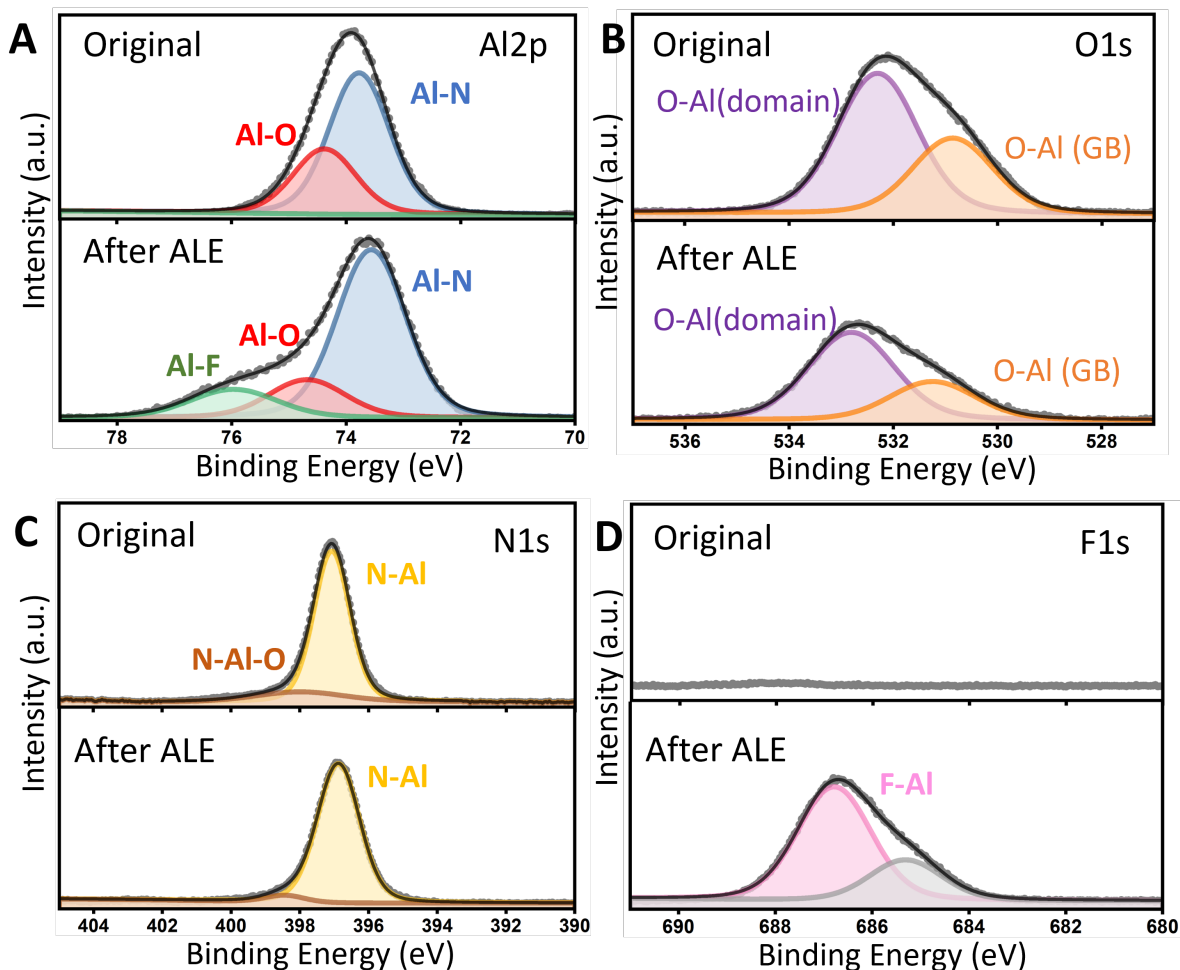 A
Original
Al2p
Al-N
Al-O
After ALE
Al-N
Al-O
Al-F
78 76 74 72 70
Binding Energy (eV)
Intensity (a.u.)
B
Original
O1s
O-Al(domain)
O-Al (GB)
After ALE
O-Al(domain)
O-Al (GB)
536 534 532 530 528
Binding Energy (eV)
Intensity (a.u.)
C
Original
N1s
N-Al
N-Al-O
After ALE
N-Al
404 402 400 398 396 394 392 390
Binding Energy (eV)
Intensity (a.u.)
D
Original
F1s
After ALE
F-Al
690 688 686 684 682 680
Binding Energy (eV)
Intensity (a.u.)